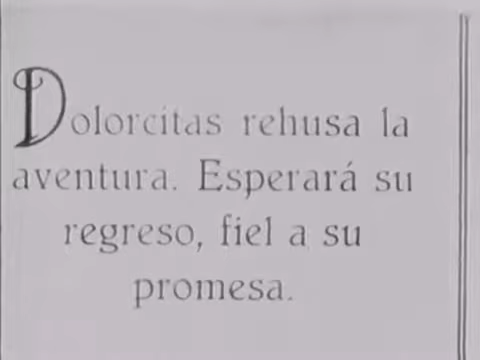 Dolorcitas rehusa la
aventura. Esperará su
regreso, fiel a su
promesa.